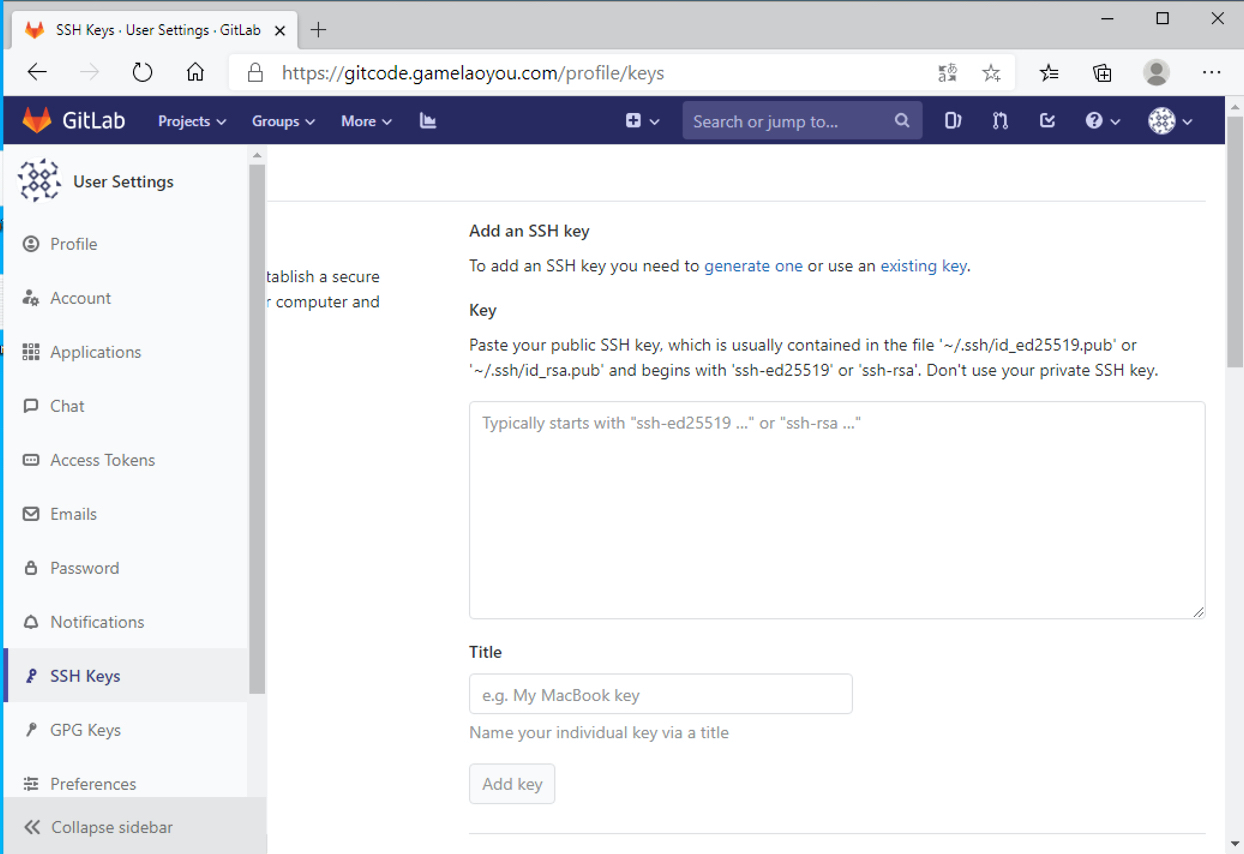 SSH Keys · User Settings · GitLab
https://gitcode.gamelaoyou.com/profile/keys
GitLab
Projects
Groups
More
Search or jump to...
User Settings
Profile
Account
Applications
Chat
Access Tokens
Emails
Password
Notifications
SSH Keys
GPG Keys
Preferences
Collapse sidebar
tablish a secure
r computer and
Add an SSH key
To add an SSH key you need to generate one or use an existing key.
Key
Paste your public SSH key, which is usually contained in the file '~/.ssh/id_ed25519.pub' or
'~/.ssh/id_rsa.pub' and begins with 'ssh-ed25519' or 'ssh-rsa'. Don't use your private SSH key.
Typically starts with "ssh-ed25519 ..." or "ssh-rsa ..."
Title
e.g. My MacBook key
Name your individual key via a title
Add key